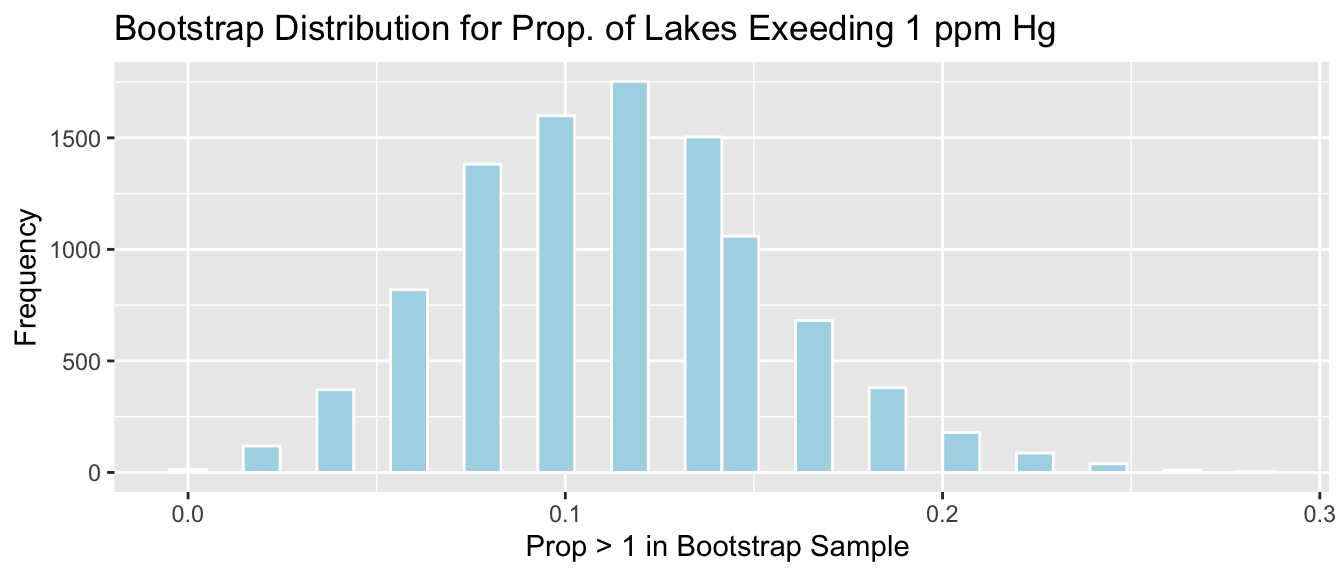 Bootstrap Distribution for Prop. of Lakes Exeeding 1 ppm Hg
Frequency
1500
1000
500
0
0.0 0.1 0.2 0.3
Prop > 1 in Bootstrap Sample